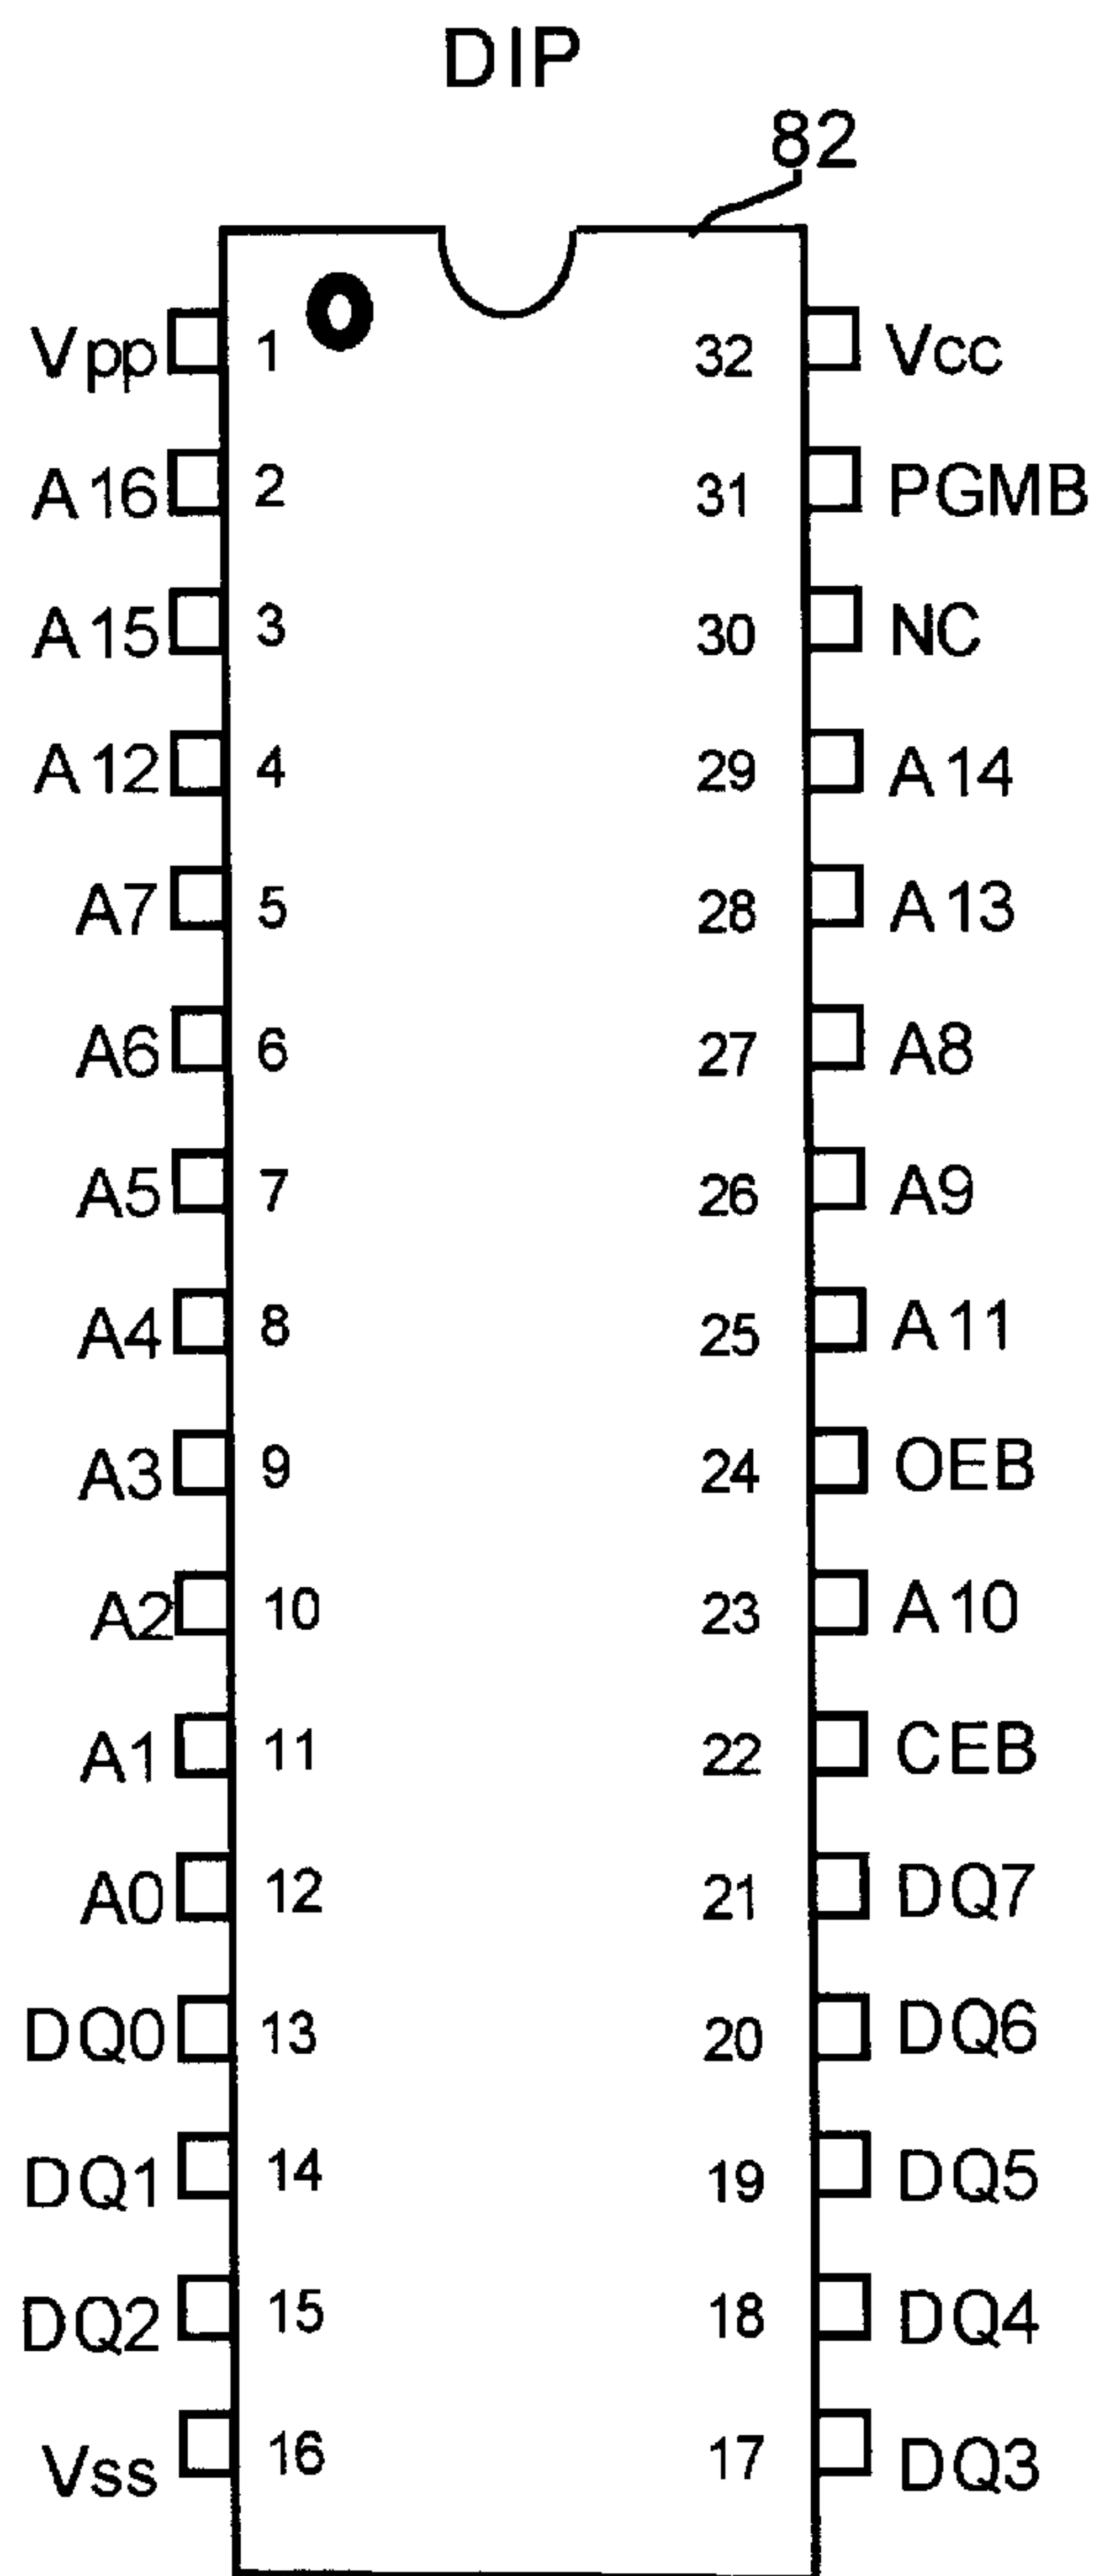 DIP
82
Vpp 1 32 Vcc
A16 2 31 PGMB
A15 3 30 NC
A12 4 29 A14
A7 5 28 A13
A6 6 27 A8
A5 7 26 A9
A4 8 25 A11
A3 9 24 OEB
A2 10 23 A10
A1 11 22 CEB
A0 12 21 DQ7
DQ0 13 20 DQ6
DQ1 14 19 DQ5
DQ2 15 18 DQ4
Vss 16 17 DQ3